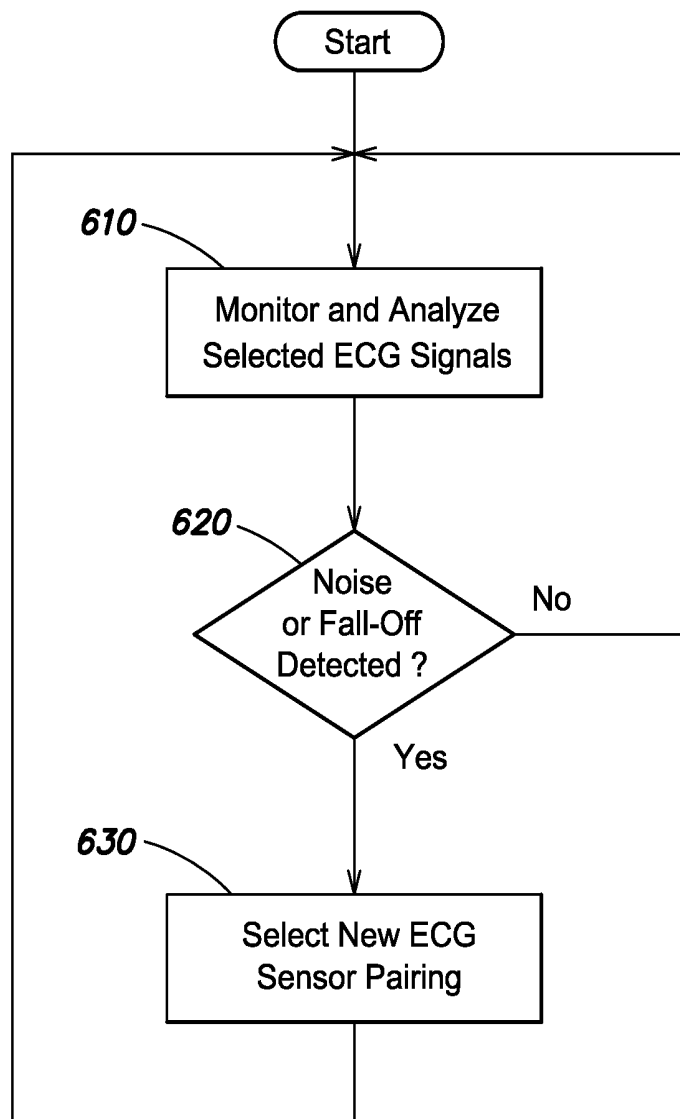 Start
610
Monitor and Analyze
Selected ECG Signals
620
Noise
or Fall-Off
Detected ?
No
Yes
630
Select New ECG
Sensor Pairing